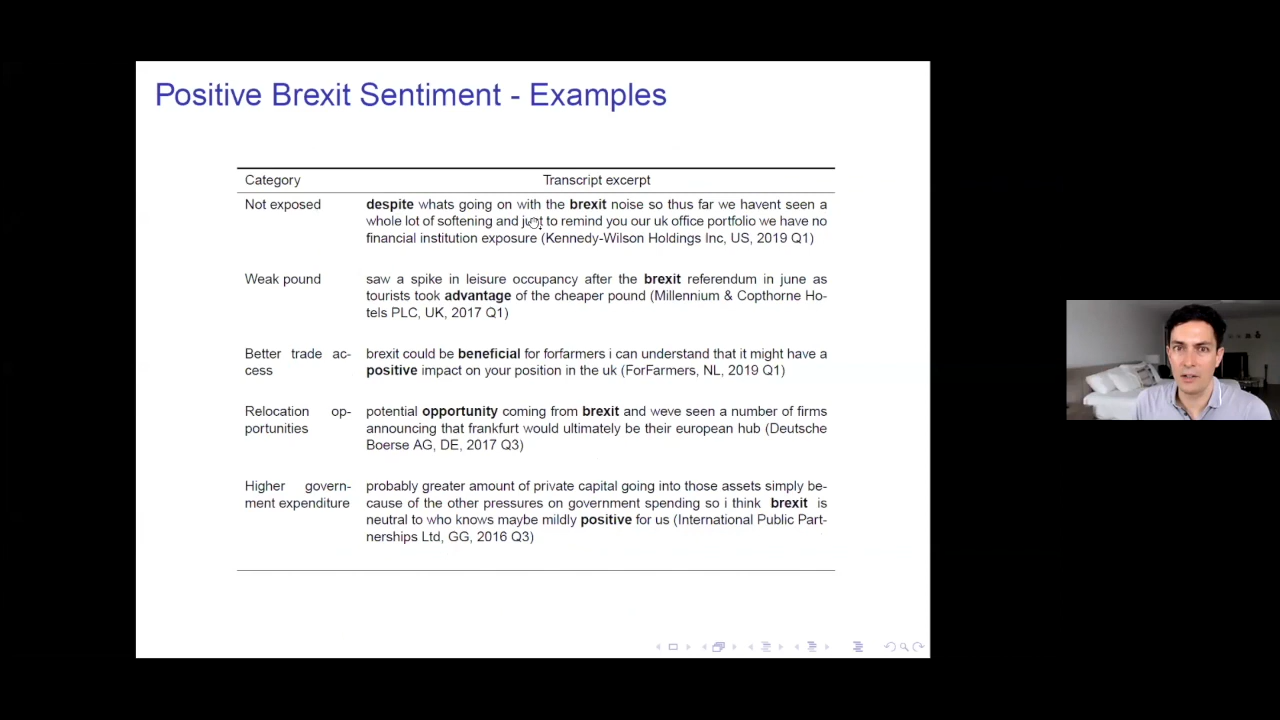 Positive Brexit Sentiment - Examples
Category Transcript excerpt
Not exposed despite whats going on with the brexit noise so thus far we havent seen a
whole lot of softening and just to remind you our uk office portfolio we have no
financial institution exposure (Kennedy-Wilson Holdings Inc, US, 2019 Q1)
Weak pound saw a spike in leisure occupancy after the brexit referendum in june as
tourists took advantage of the cheaper pound (Millennium & Copthorne Ho-
tels PLC, UK, 2017 Q1)
Better trade ac- brexit could be beneficial for forfarmers i can understand that it might have a
cess positive impact on your position in the uk (ForFarmers, NL, 2019 Q1)
Relocation op- potential opportunity coming from brexit and weve seen a number of firms
portunities announcing that frankfurt would ultimately be their european hub (Deutsche
Boerse AG, DE, 2017 Q3)
Higher govern- probably greater amount of private capital going into those assets simply be-
ment expenditure cause of the other pressures on government spending so i think brexit is
neutral to who knows maybe mildly positive for us (International Public Part-
nerships Ltd, GG, 2016 Q3)